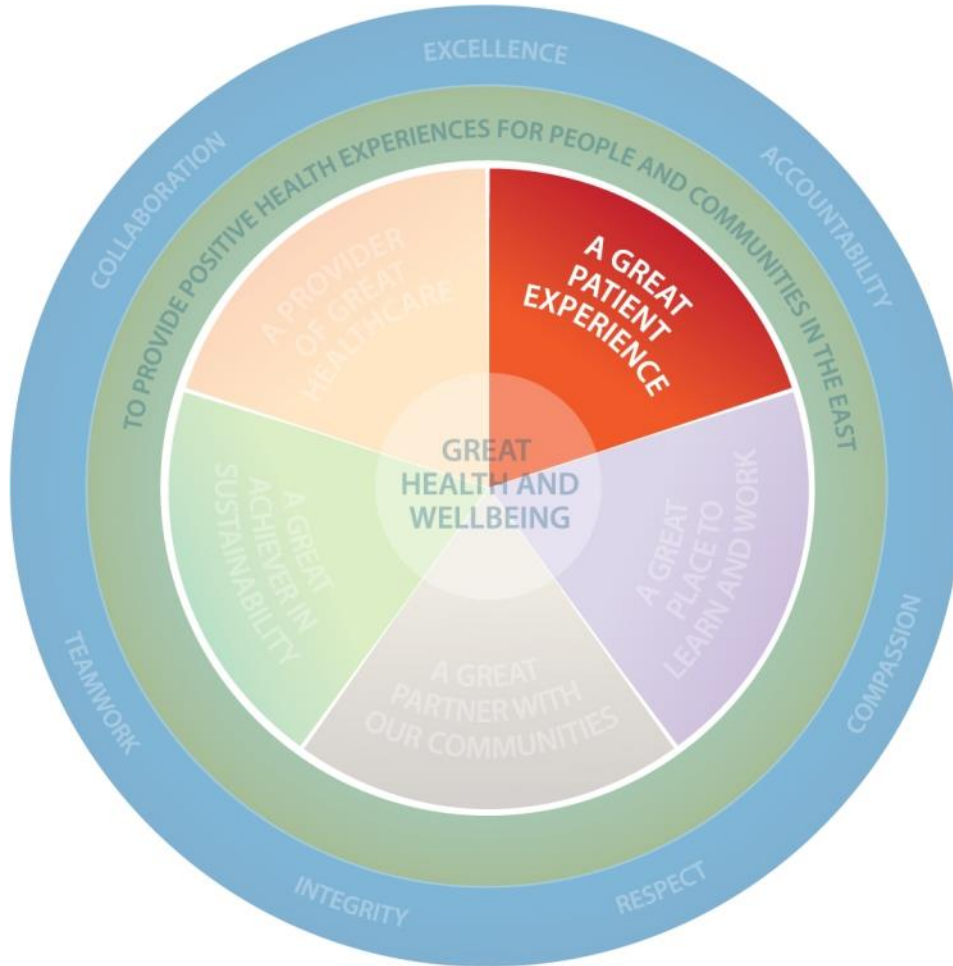 EXCELLENCE
ACCOUNTABILITY
COMPASSION
RESPECT
INTEGRITY
TEAMWORK
COLLABORATION
TO PROVIDE POSITIVE HEALTH EXPERIENCES FOR PEOPLE AND COMMUNITIES IN THE EAST
A GREAT
PATIENT
EXPERIENCE
A GREAT
PLACE TO
LEARN AND WORK
A GREAT
PARTNER WITH
OUR COMMUNITIES
A GREAT
ACHIEVER IN
SUSTAINABILITY
A PROVIDER
OF GREAT
HEALTHCARE
GREAT
HEALTH AND
WELLBEING